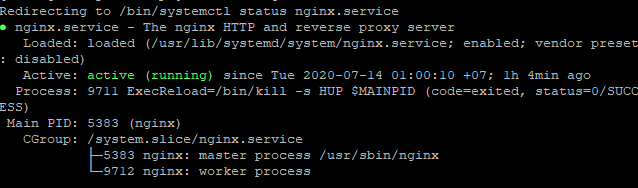 Redirecting to /bin/systemctl status nginx.service
● nginx.service - The nginx HTTP and reverse proxy server
Loaded: loaded (/usr/lib/systemd/system/nginx.service; enabled; vendor preset
: disabled)
Active: active (running) since Tue 2020-07-14 01:00:10 +07; 1h 4min ago
Process: 9711 ExecReload=/bin/kill -s HUP $MAINPID (code=exited, status=0/SUCC
ESS)
Main PID: 5383 (nginx)
CGroup: /system.slice/nginx.service
├─5383 nginx: master process /usr/sbin/nginx
└─9712 nginx: worker process